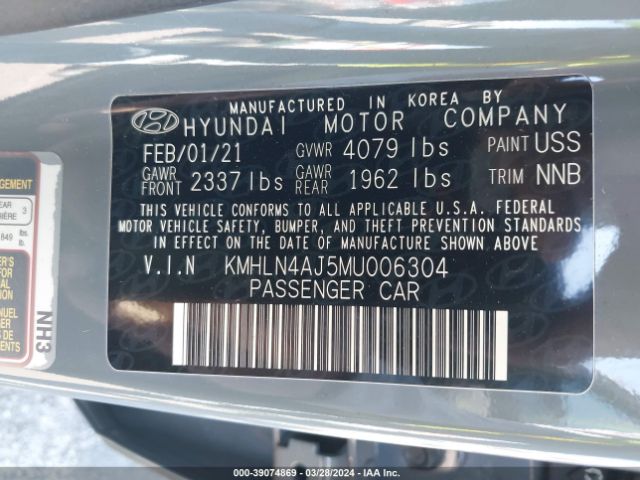 MANUFACTURED IN KOREA BY
HYUNDAI MOTOR COMPANY
FEB/01/21 GVWR 4079 lbs PAINT USS
GAWR FRONT 2337 lbs GAWR REAR 1962 lbs TRIM NNB
THIS VEHICLE CONFORMS TO ALL APPLICABLE U.S.A. FEDERAL
MOTOR VEHICLE SAFETY, BUMPER, AND THEFT PREVENTION STANDARDS
IN EFFECT ON THE DATE OF MANUFACTURE SHOWN ABOVE
V.I.N KMHLN4AJ5MU006304
PASSENGER CAR
NH3
000-39074869 03/28/2024 IAA Inc.